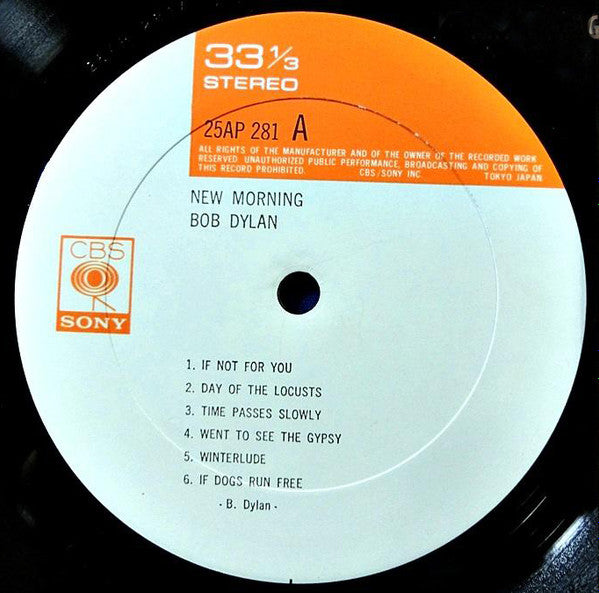 33 1/3
STEREO
25AP 281 A
ALL RIGHTS OF THE MANUFACTURER AND OF THE OWNER OF THE RECORDED WORK
RESERVED UNAUTHORIZED PUBLIC PERFORMANCE, BROADCASTING AND COPYING OF
THIS RECORD PROHIBITED. CBS/SONY INC TOKYO JAPAN
NEW MORNING
BOB DYLAN
CBS
SONY
1. IF NOT FOR YOU
2. DAY OF THE LOCUSTS
3. TIME PASSES SLOWLY
4. WENT TO SEE THE GYPSY
5. WINTERLUDE
6. IF DOGS RUN FREE
- B. Dylan -